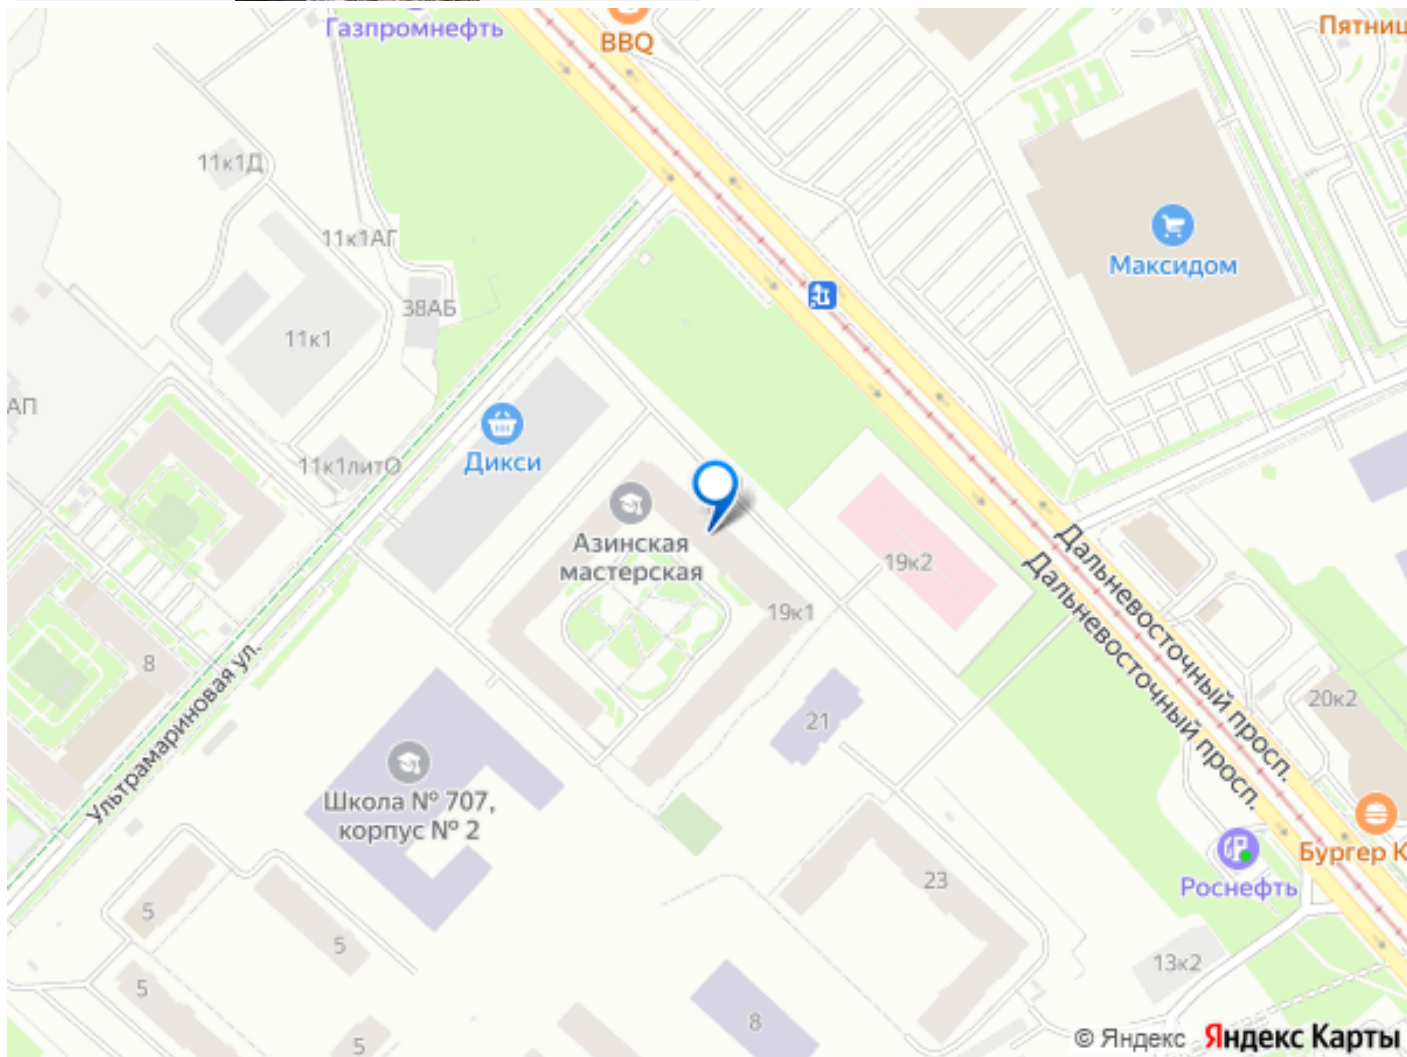 Газпромнефть
BBQ
11к1Д
11к1АГ
38АБ
11к1
Максидом
АП
11к1литО
Дикси
Азинская
мастерская
19к2
19к1
Дальневосточный просп.
Дальневосточный просп.
8
Ультрамариновая ул.
21
20к2
Школа № 707,
корпус № 2
Бургер К
Роснефть
23
5
5
5
13к2
8
5
© Яндекс Яндекс Карты